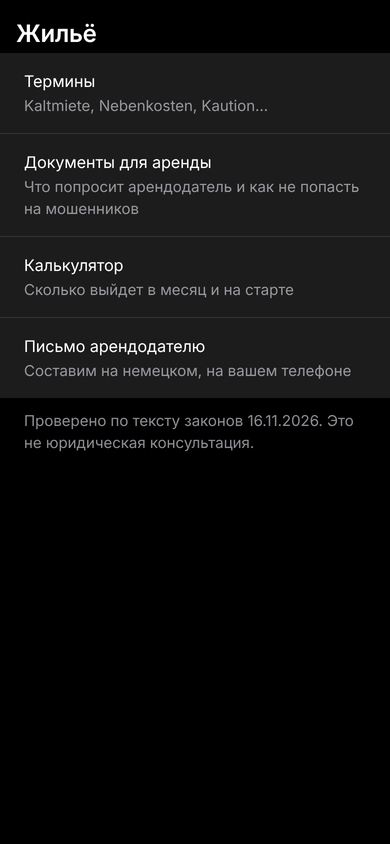 Жильё
Термины
Kaltmiete, Nebenkosten, Kaution…
Документы для аренды
Что попросит арендодатель и как не попасть
на мошенников
Калькулятор
Сколько выйдет в месяц и на старте
Письмо арендодателю
Составим на немецком, на вашем телефоне
Проверено по тексту законов 16.11.2026. Это
не юридическая консультация.